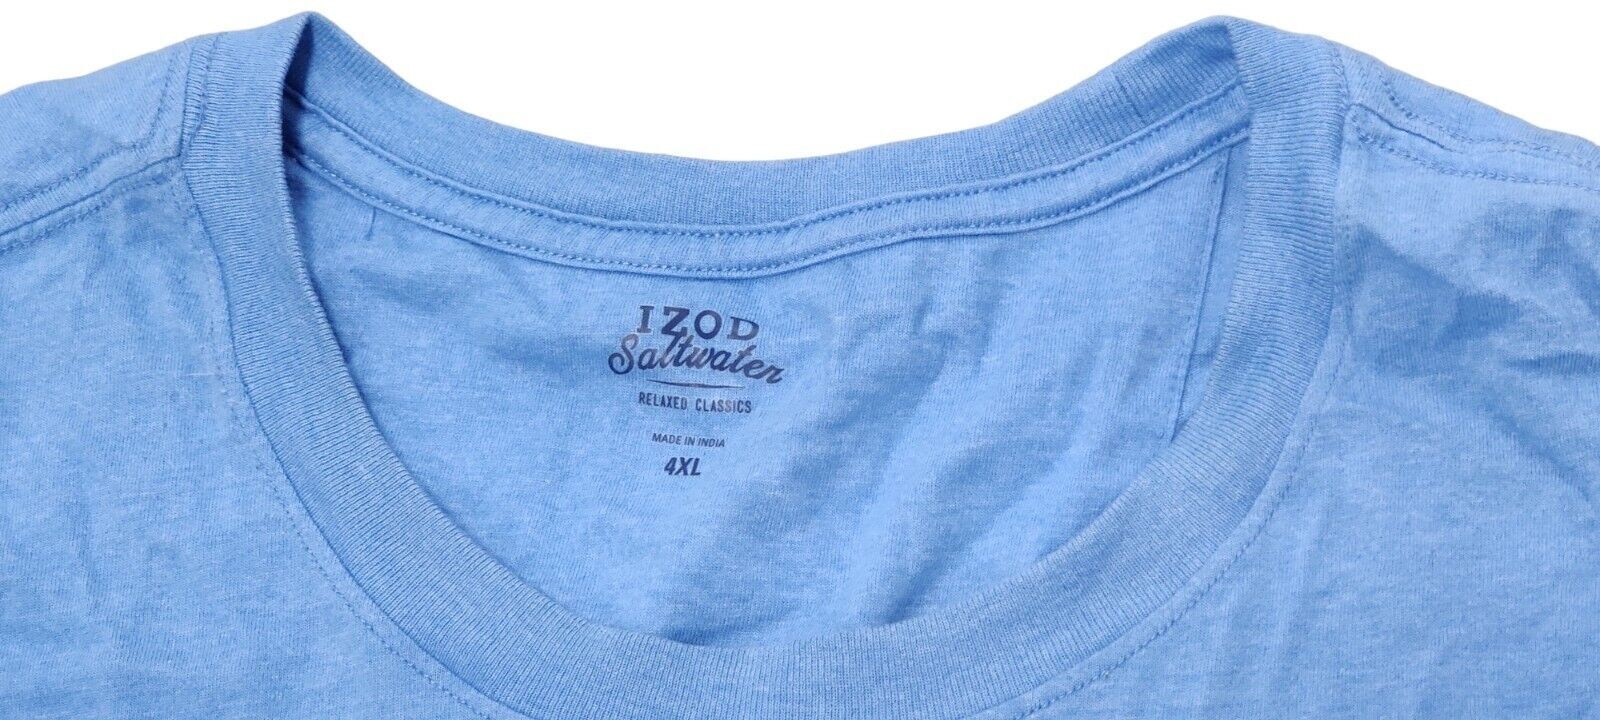 IZOD
Saltwater
RELAXED CLASSICS
MADE IN INDIA
4XL